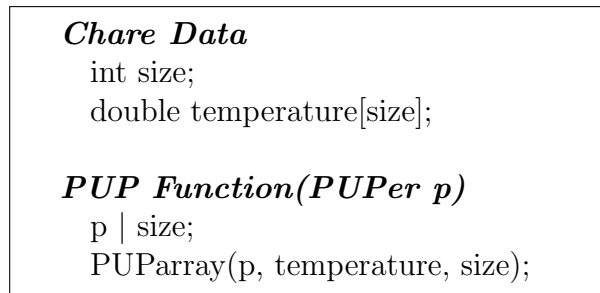 Chare Data
int size;
double temperature[size];
PUP Function(PUPer p)
p | size;
PUParray(p, temperature, size);